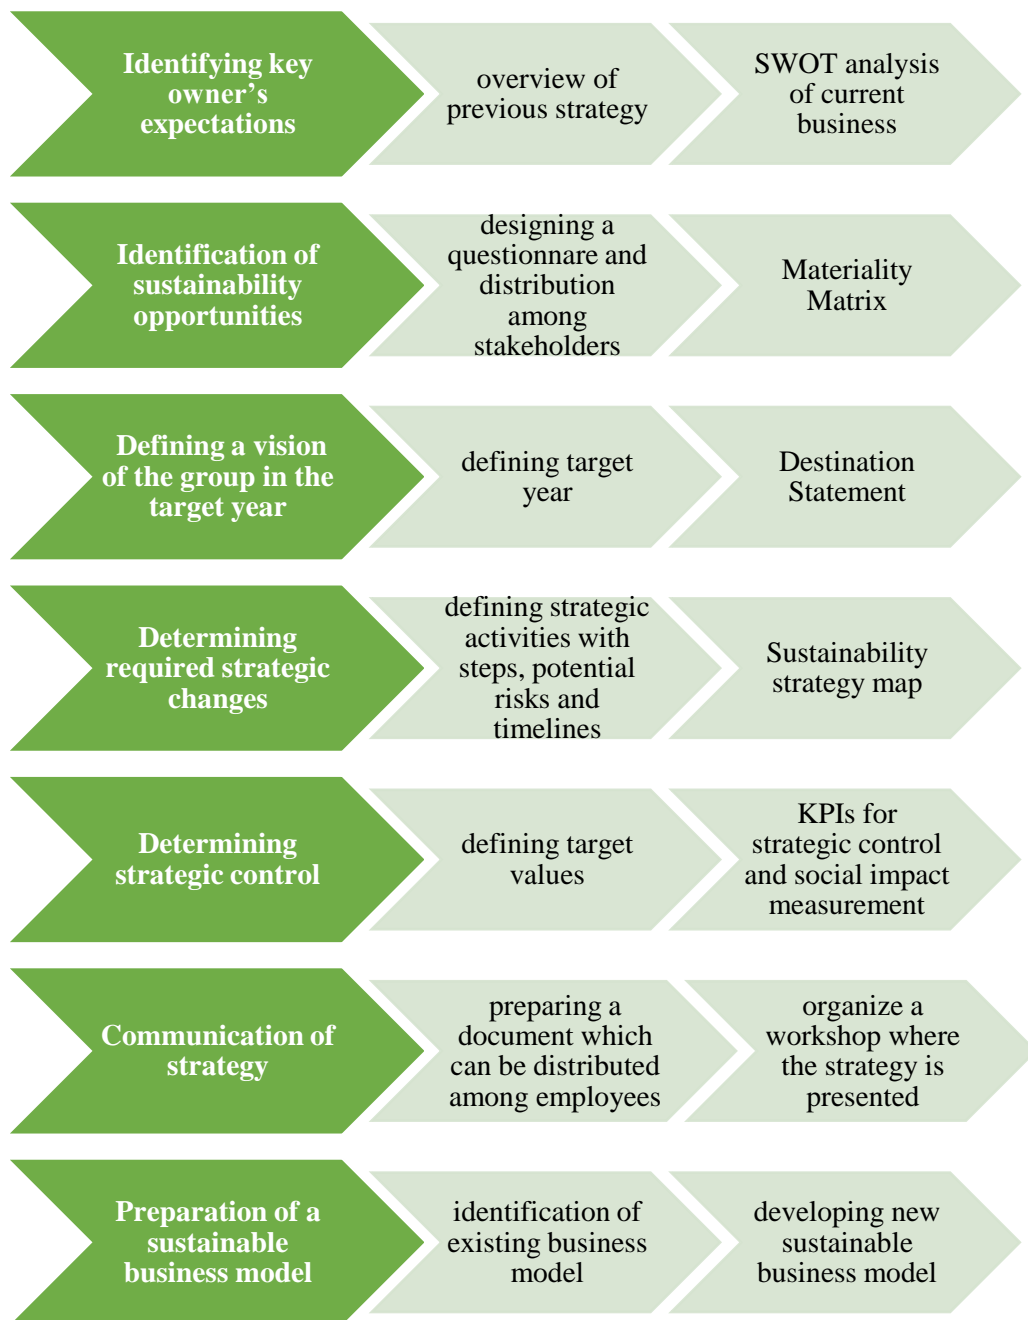 Identifying key
owner's
expectations
overview of
previous strategy
SWOT analysis
of current
business
Identification of
sustainability
opportunities
designing a
questionnare and
distribution
among
stakeholders
Materiality
Matrix
Defining a vision
of the group in the
target year
defining target
year
Destination
Statement
Determining
required strategic
changes
defining strategic
activities with
steps, potential
risks and
timelines
Sustainability
strategy map
Determining
strategic control
defining target
values
KPIs for
strategic control
and social impact
measurement
Communication of
strategy
preparing a
document which
can be distributed
among employees
organize a
workshop where
the strategy is
presented
Preparation of a
sustainable
business model
identification of
existing business
model
developing new
sustainable
business model